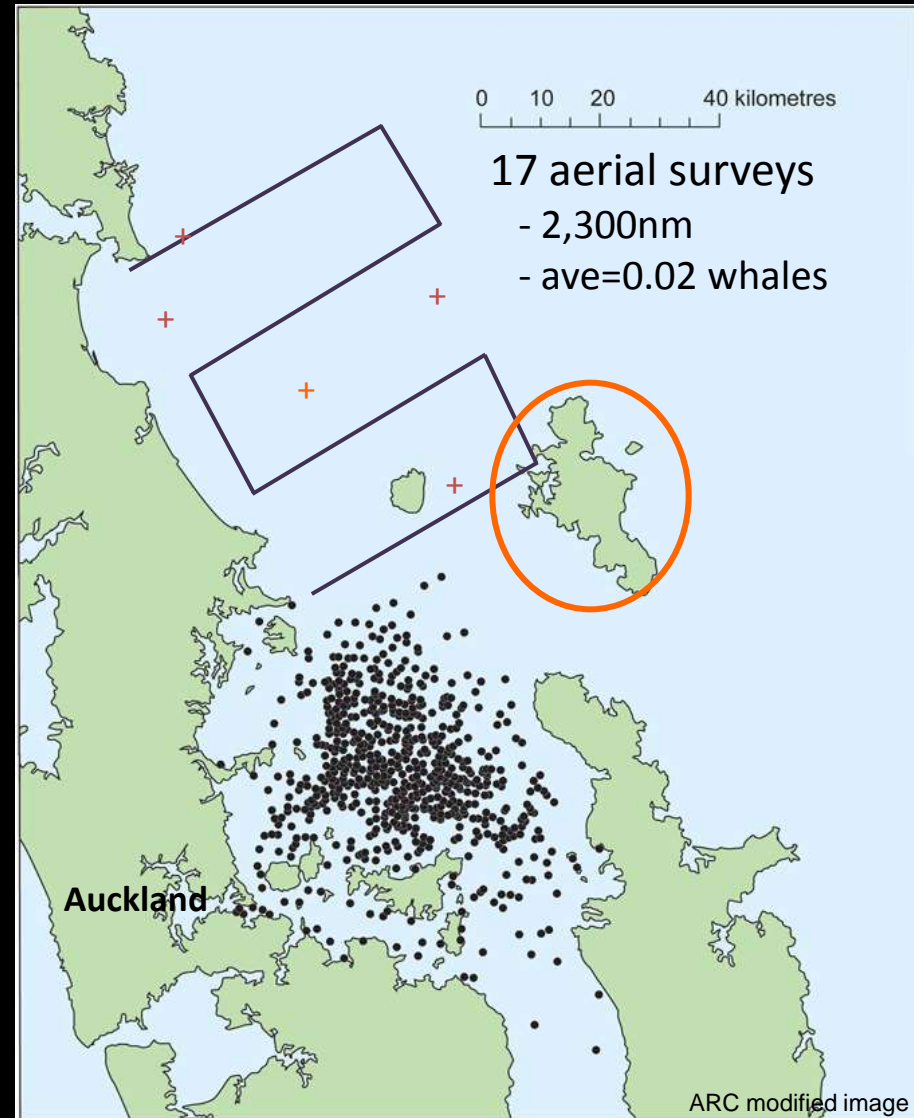 0 10 20 40 kilometres
17 aerial surveys
- 2,300nm
- ave=0.02 whales
Auckland
ARC modified image